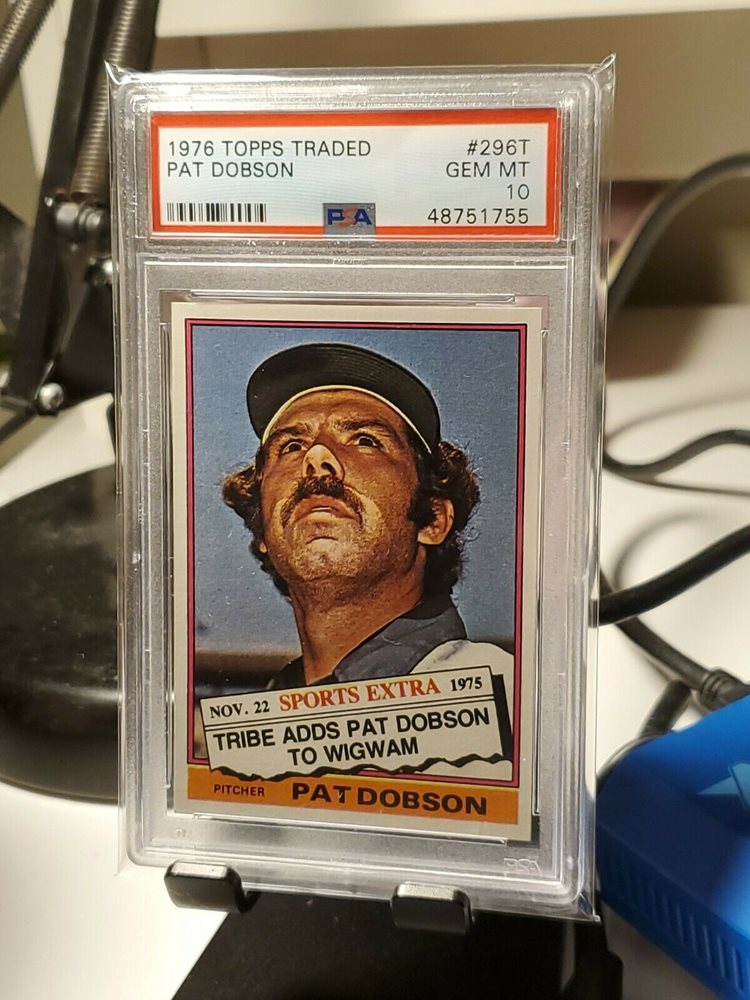 1976 TOPPS TRADED #296T
PAT DOBSON GEM MT
10
PSA 48751755
NOV. 22 SPORTS EXTRA 1975
TRIBE ADDS PAT DOBSON
TO WIGWAM
PITCHER PAT DOBSON
PSA